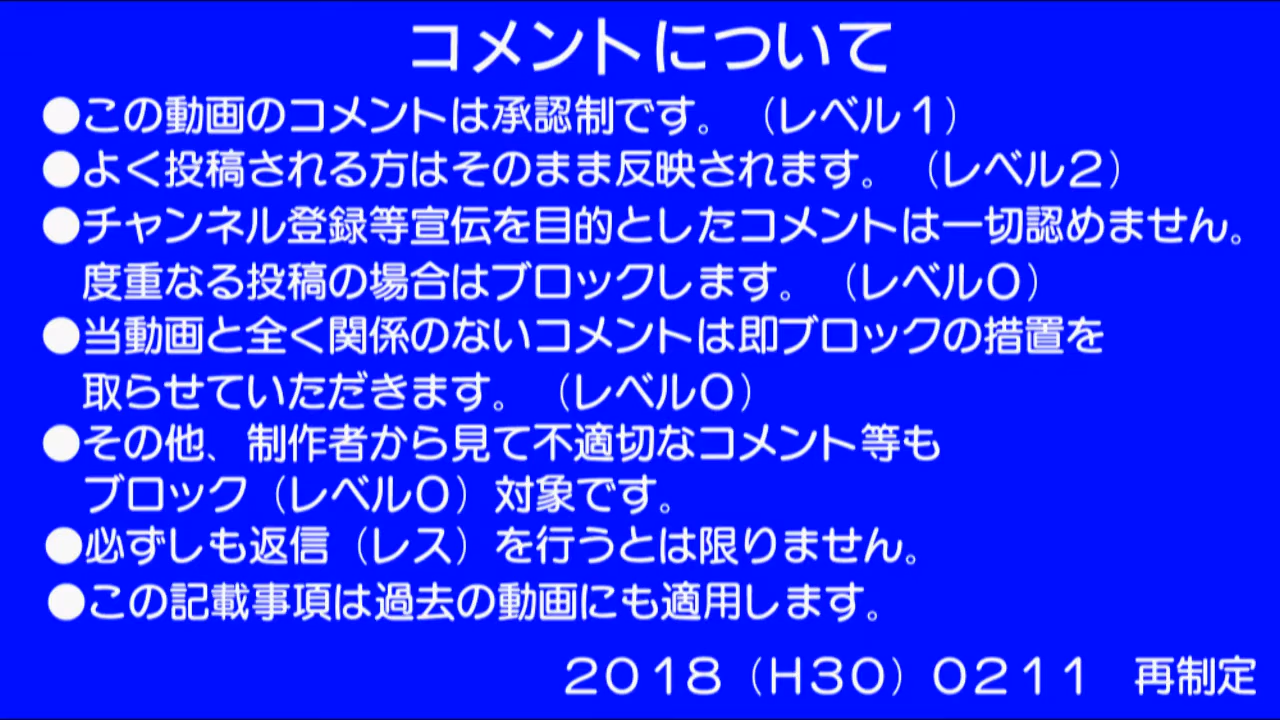 コメントについて
●この動画のコメントは承認制です。（レベル１）
●よく投稿される方はそのまま反映されます。（レベル２）
●チャンネル登録等宣伝を目的としたコメントは一切認めません。
度重なる投稿の場合はブロックします。（レベル０）
●当動画と全く関係のないコメントは即ブロックの措置を
取らせていただきます。（レベル０）
●その他、制作者から見て不適切なコメント等も
ブロック（レベル０）対象です。
●必ずしも返信（レス）を行うとは限りません。
●この記載事項は過去の動画にも適用します。
２０１８（Ｈ３０）０２１１　再制定